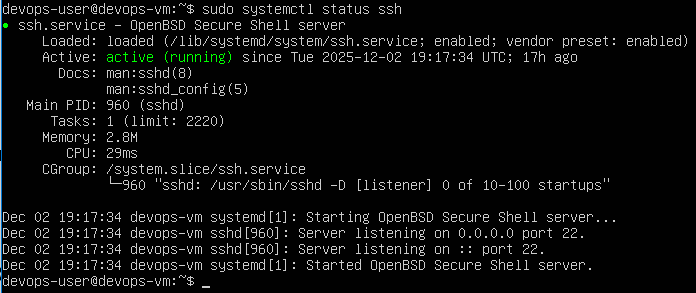 devops-user@devops-vm:~$ sudo systemctl status ssh
● ssh.service - OpenBSD Secure Shell server
     Loaded: loaded (/lib/systemd/system/ssh.service; enabled; vendor preset: enabled)
     Active: active (running) since Tue 2025-12-02 19:17:34 UTC; 17h ago
       Docs: man:sshd(8)
             man:sshd_config(5)
   Main PID: 960 (sshd)
      Tasks: 1 (limit: 2220)
     Memory: 2.8M
        CPU: 29ms
     CGroup: /system.slice/ssh.service
             └─960 "sshd: /usr/sbin/sshd -D [listener] 0 of 10-100 startups"

Dec 02 19:17:34 devops-vm systemd[1]: Starting OpenBSD Secure Shell server...
Dec 02 19:17:34 devops-vm sshd[960]: Server listening on 0.0.0.0 port 22.
Dec 02 19:17:34 devops-vm sshd[960]: Server listening on :: port 22.
Dec 02 19:17:34 devops-vm systemd[1]: Started OpenBSD Secure Shell server.
devops-user@devops-vm:~$ _